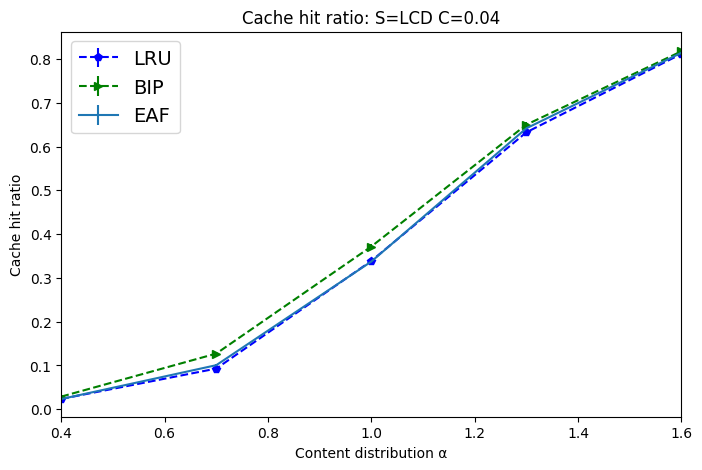 Cache hit ratio: S=LCD C=0.04
LRU
BIP
EAF
Cache hit ratio
0.8
0.7
0.6
0.5
0.4
0.3
0.2
0.1
0.0
0.4
0.6
0.8
1.0
1.2
1.4
1.6
Content distribution α